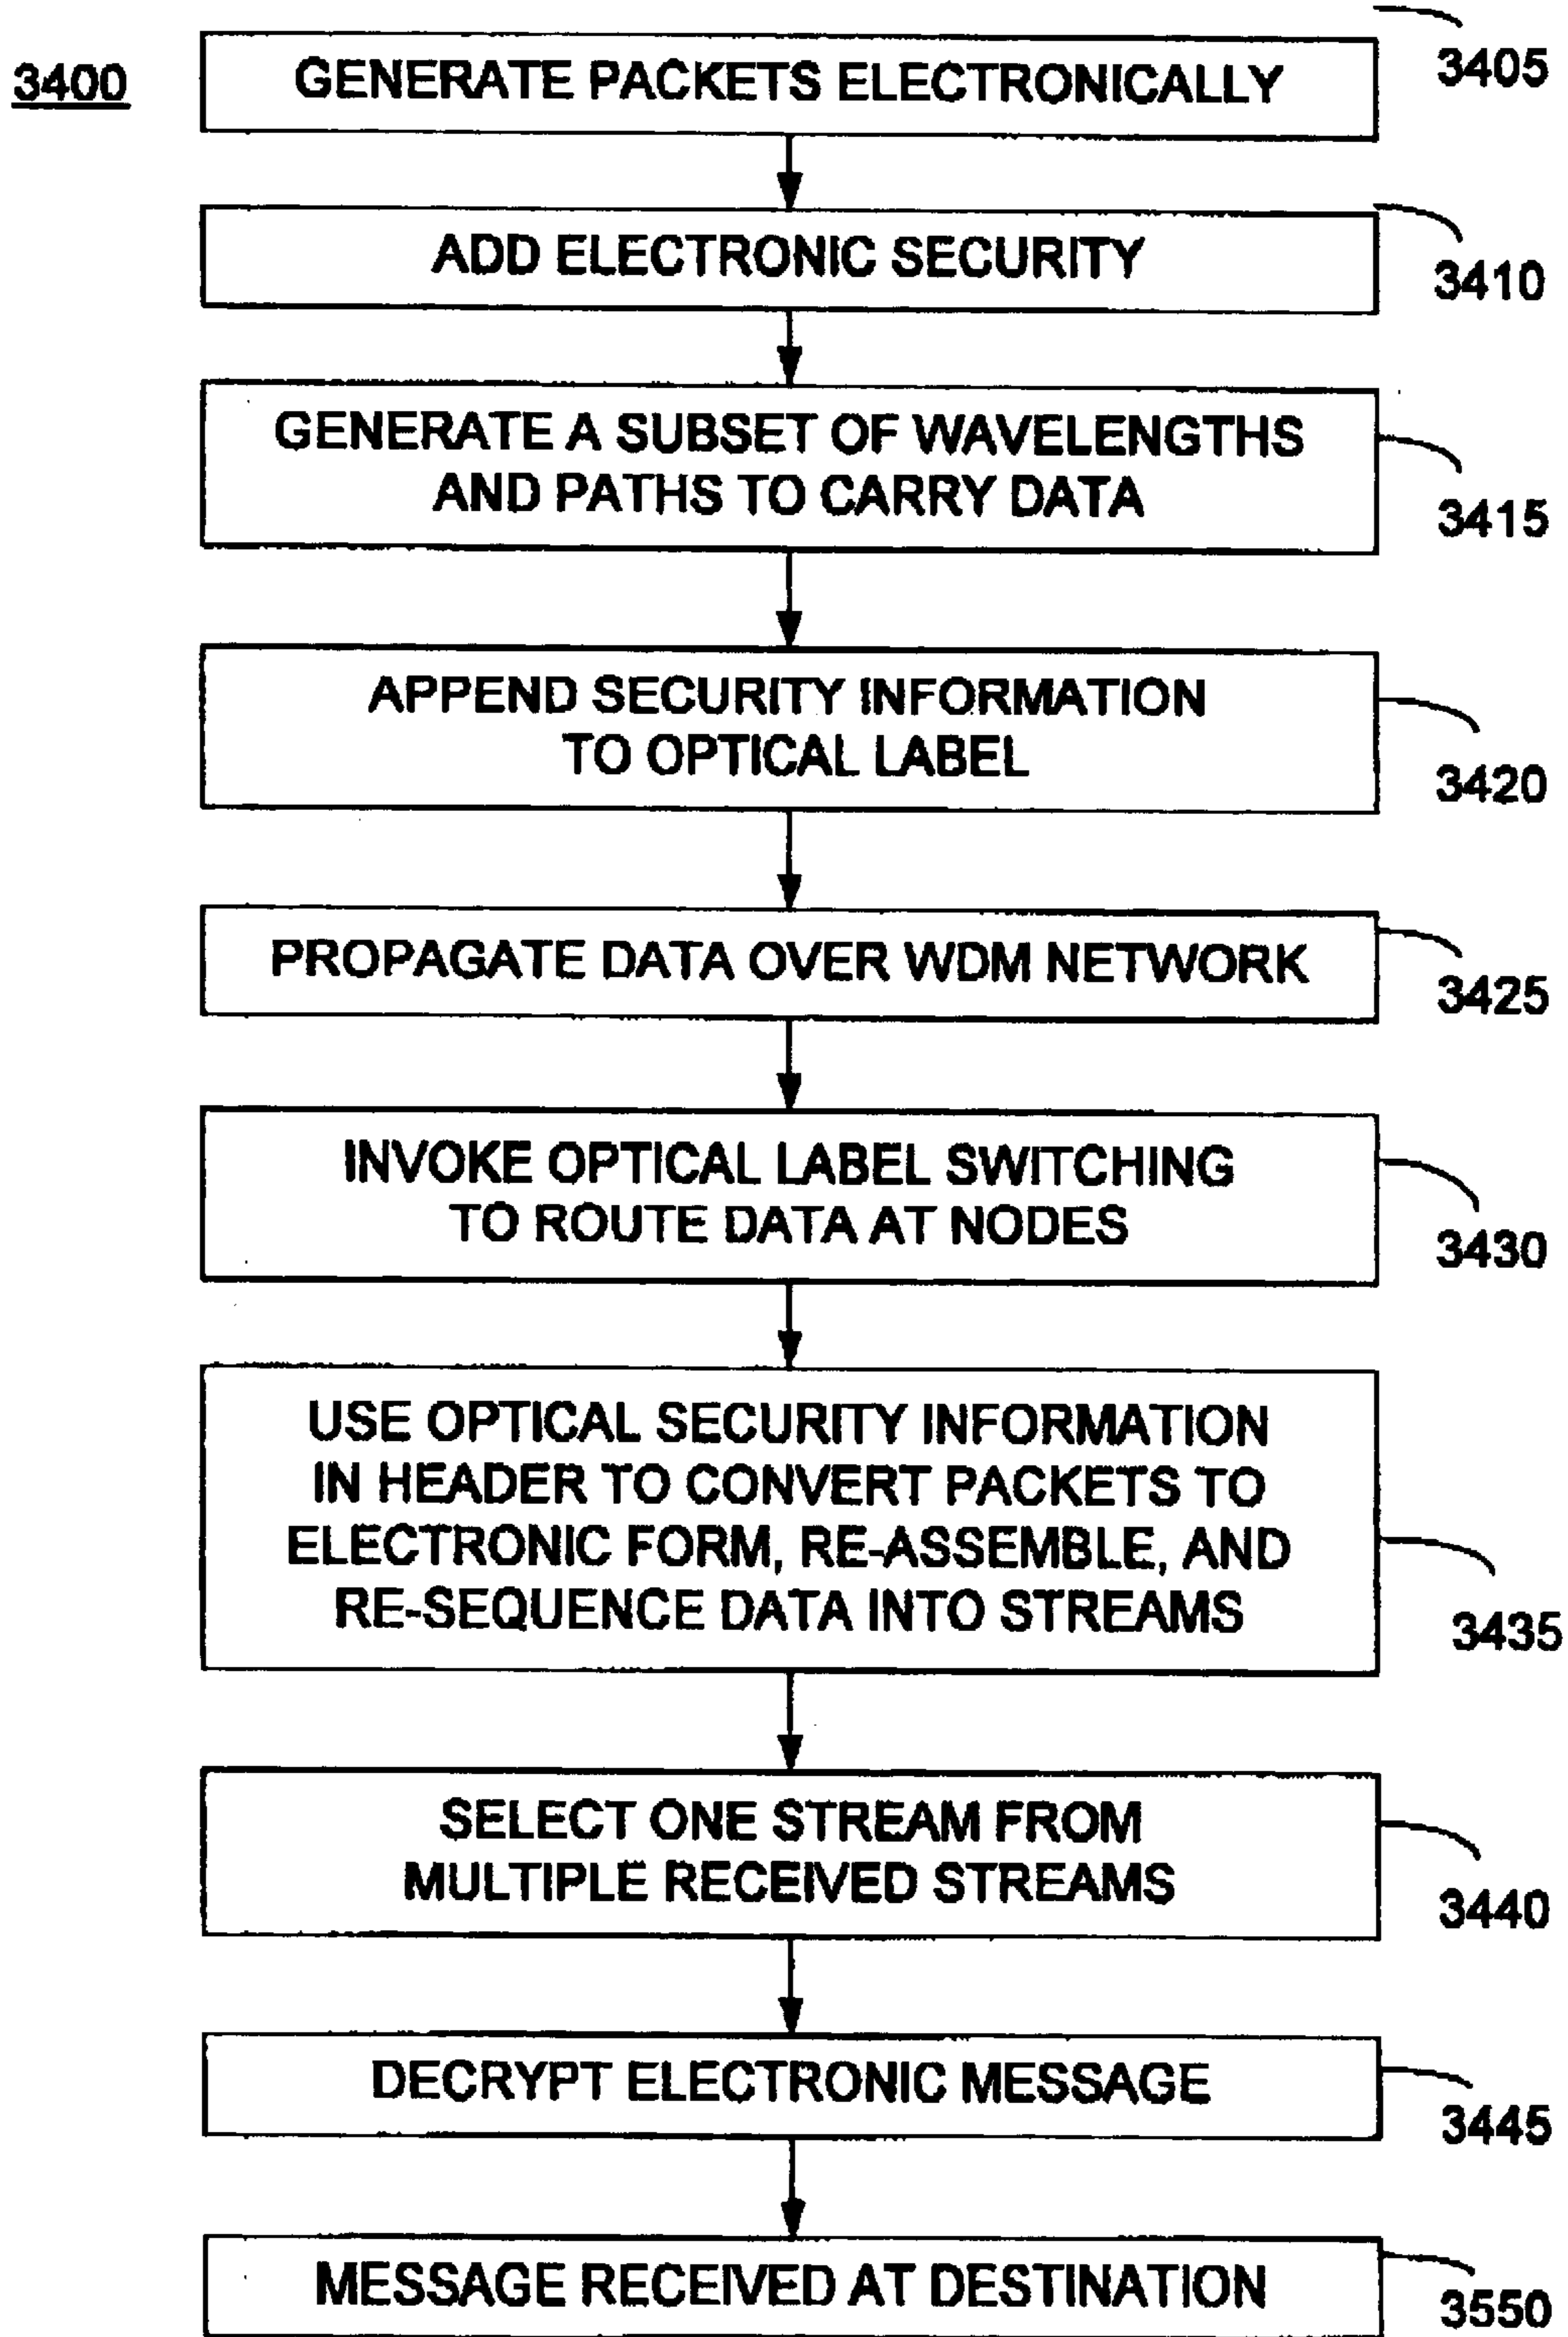 3400
GENERATE PACKETS ELECTRONICALLY
3405
ADD ELECTRONIC SECURITY
3410
GENERATE A SUBSET OF WAVELENGTHS
AND PATHS TO CARRY DATA
3415
APPEND SECURITY INFORMATION
TO OPTICAL LABEL
3420
PROPAGATE DATA OVER WDM NETWORK
3425
INVOKE OPTICAL LABEL SWITCHING
TO ROUTE DATA AT NODES
3430
USE OPTICAL SECURITY INFORMATION
IN HEADER TO CONVERT PACKETS TO
ELECTRONIC FORM, RE-ASSEMBLE, AND
RE-SEQUENCE DATA INTO STREAMS
3435
SELECT ONE STREAM FROM
MULTIPLE RECEIVED STREAMS
3440
DECRYPT ELECTRONIC MESSAGE
3445
MESSAGE RECEIVED AT DESTINATION
3550